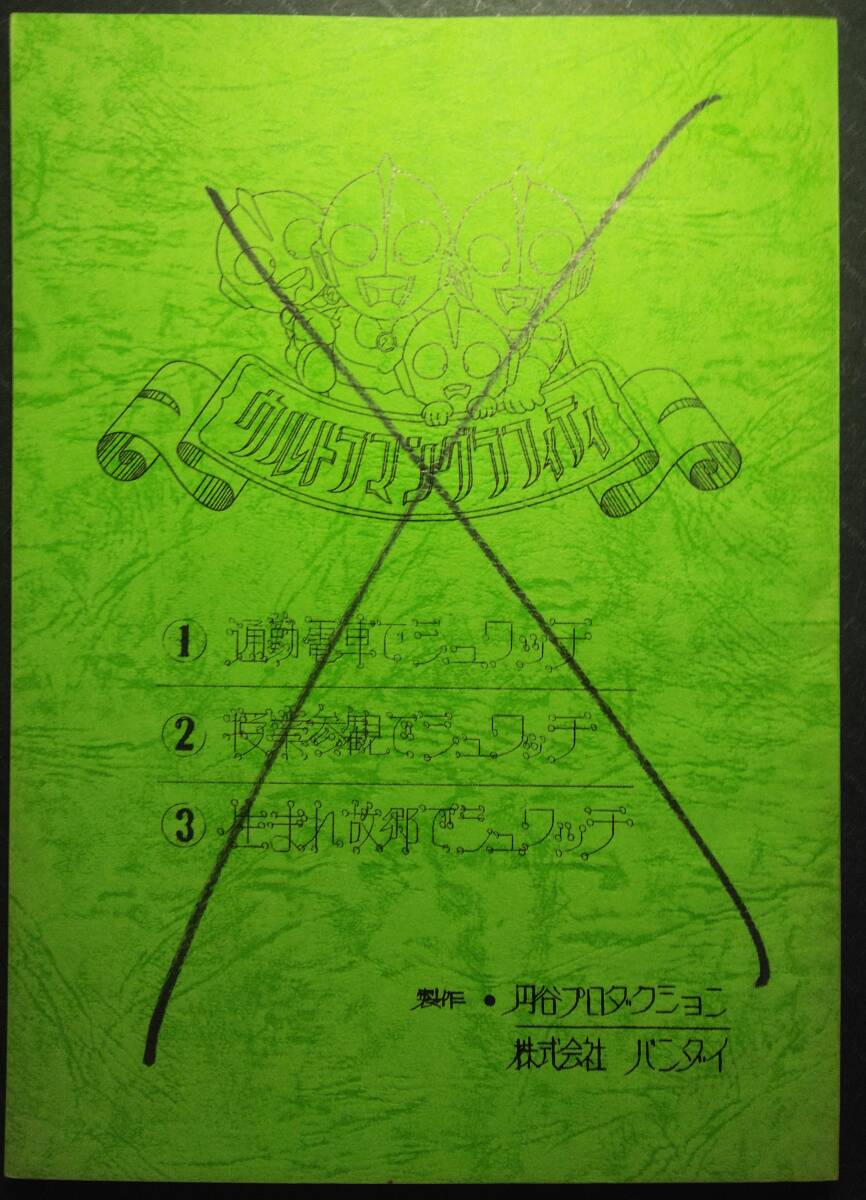 ウルトラマングラフィティ
① 通勤電車でシュワッチ
② 授業参観でシュワッチ
③ 生まれ故郷でシュワッチ
製作・円谷プロダクション
株式会社 バンダイ